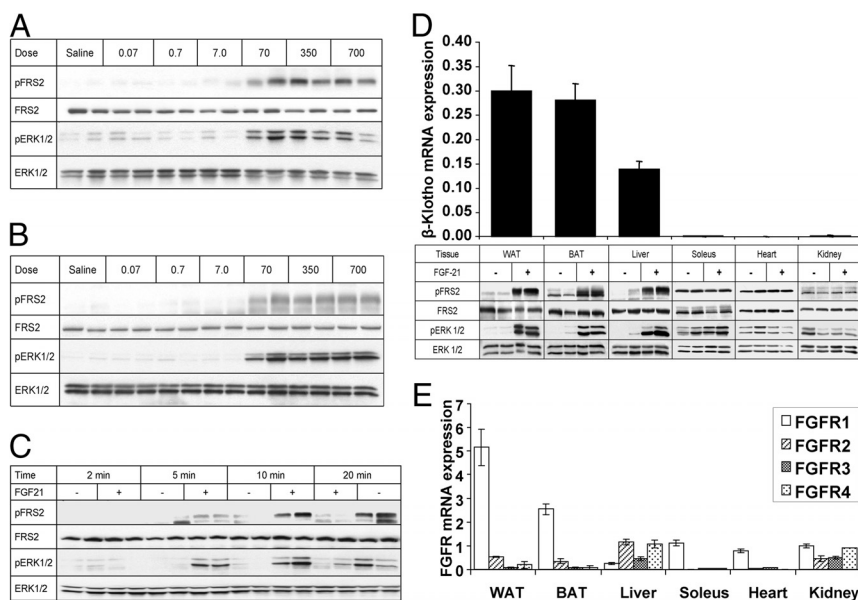 A
Dose Saline 0.07 0.7 7.0 70 350 700
pFRS2
FRS2
pERK1/2
ERK1/2
B
Dose Saline 0.07 0.7 7.0 70 350 700
pFRS2
FRS2
pERK1/2
ERK1/2
C
Time 2 min 5 min 10 min 20 min
FGF21 - + - + - + + -
pFRS2
FRS2
pERK1/2
ERK1/2
D
β-Klotho mRNA expression
0.40
0.35
0.30
0.25
0.20
0.15
0.10
0.05
0.00
Tissue WAT BAT Liver Soleus Heart Kidney
FGF-21 - + - + - + - + - + - +
pFRS2
FRS2
pERK 1/2
ERK 1/2
E
FGFR mRNA expression
7
6
5
4
3
2
1
0
FGFR1
FGFR2
FGFR3
FGFR4
WAT BAT Liver Soleus Heart Kidney